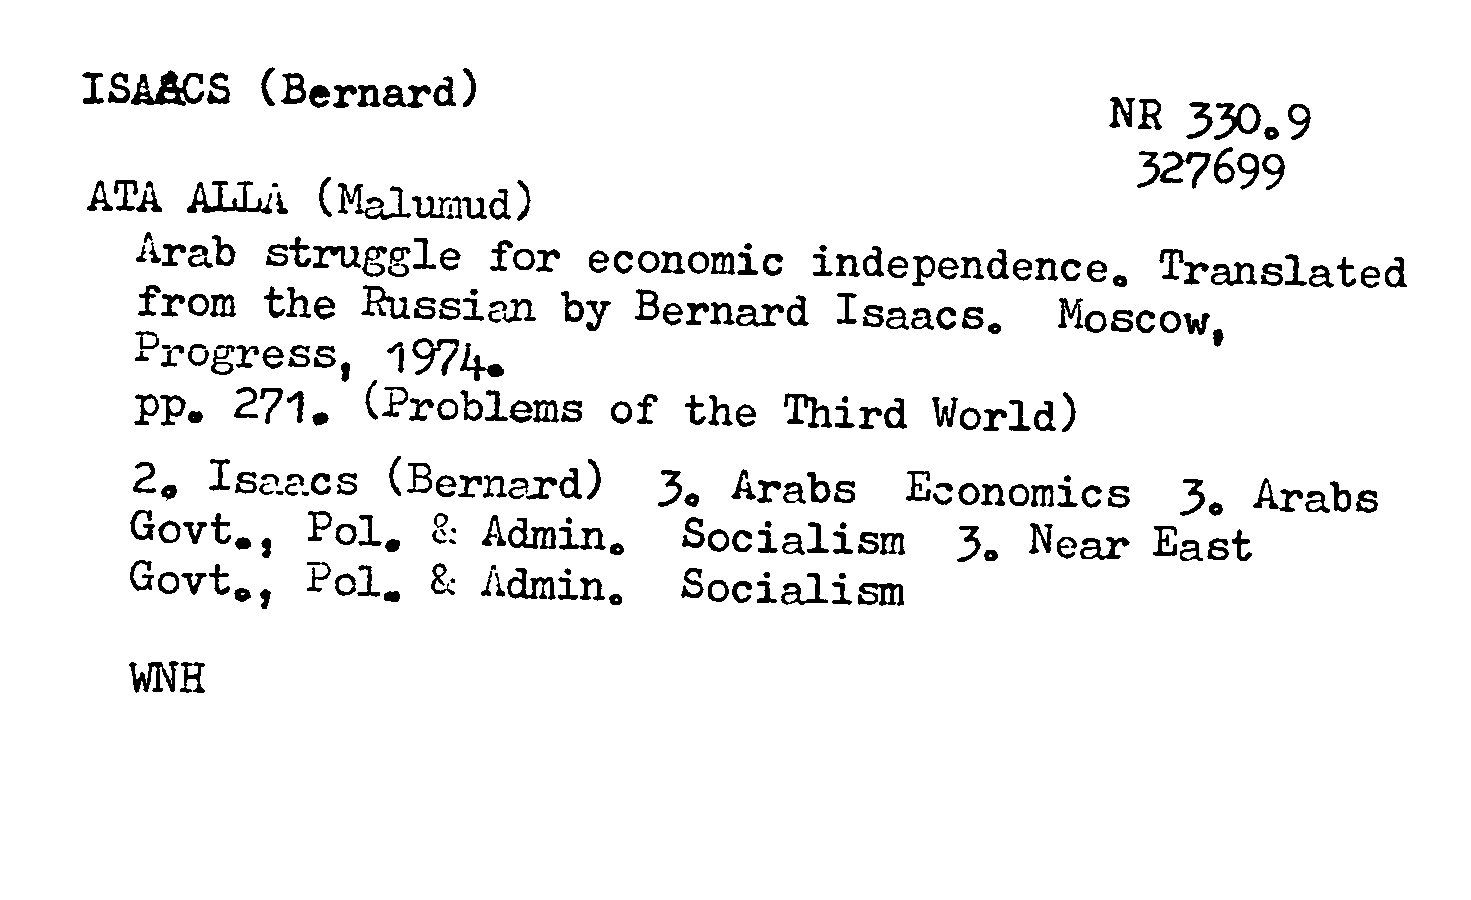 ISAACS (Bernard)
NR 330.9
327699
ATA ALLA (Malumud)
Arab struggle for economic independence. Translated
from the Russian by Bernard Isaacs. Moscow,
Progress, 1974.
pp. 271. (Problems of the Third World)
2. Isaacs (Bernard) 3. Arabs Economics 3. Arabs
Govt., Pol. & Admin. Socialism 3. Near East
Govt., Pol. & Admin. Socialism
WNH